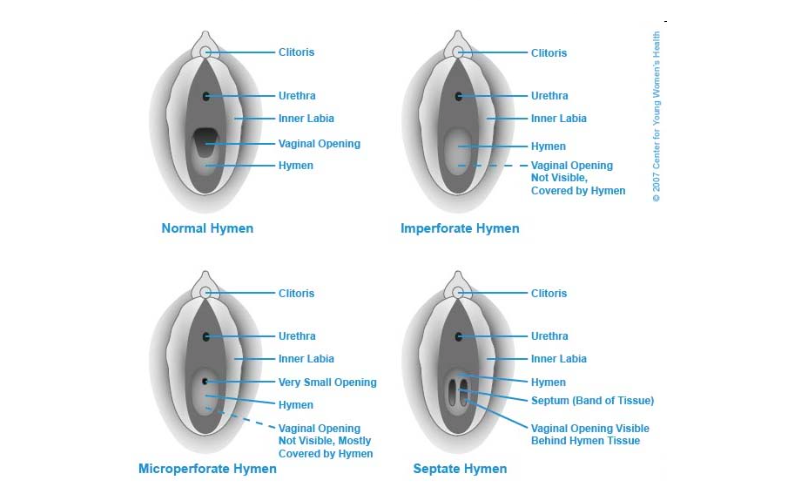 Clitoris
Urethra
Inner Labia
Vaginal Opening
Hymen
Normal Hymen
Clitoris
Urethra
Inner Labia
Hymen
Vaginal Opening
Not Visible,
Covered by Hymen
Imperforate Hymen
© 2007 Center for Young Women's Health
Clitoris
Urethra
Inner Labia
Very Small Opening
Hymen
Vaginal Opening
Not Visible, Mostly
Covered by Hymen
Microperforate Hymen
Clitoris
Urethra
Inner Labia
Hymen
Septum (Band of Tissue)
Vaginal Opening Visible
Behind Hymen Tissue
Septate Hymen